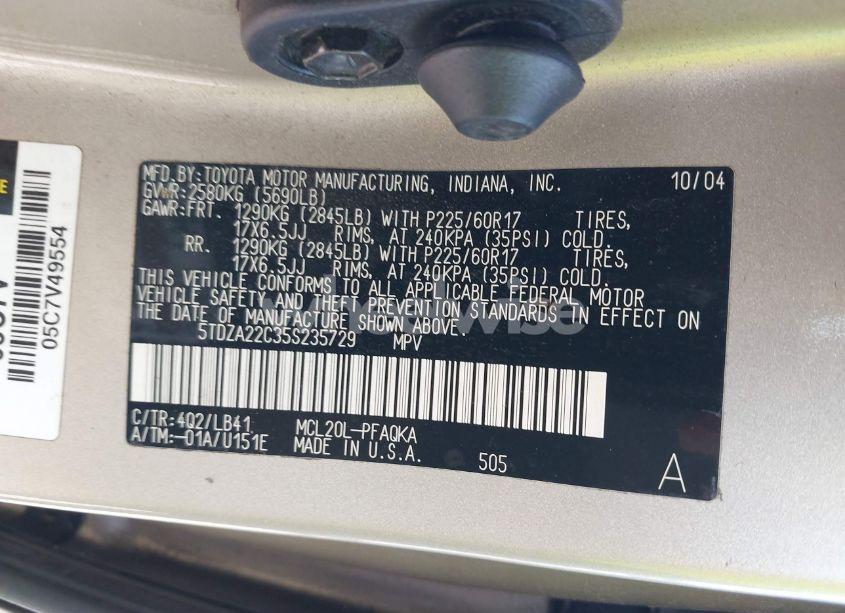 MFD.BY:TOYOTA MOTOR MANUFACTURING, INDIANA, INC. 10/04
GVWR:2580KG (5690LB)
GAWR:FRT. 1290KG (2845LB) WITH P225/60R17 TIRES,
17X6.5JJ RIMS, AT 240KPA (35PSI) COLD.
RR. 1290KG (2845LB) WITH P225/60R17 TIRES,
17X6.5JJ RIMS, AT 240KPA (35PSI) COLD.
THIS VEHICLE CONFORMS TO ALL APPLICABLE FEDERAL MOTOR
VEHICLE SAFETY AND THEFT PREVENTION STANDARDS IN EFFECT ON
THE DATE OF MANUFACTURE SHOWN ABOVE.
5TDZA22C35S235729 MPV
C/TR:4Q2/LB41 MCL20L-PFAQKA
A/TM:-01A/U151E MADE IN U.S.A. 505
A
05C7V49554